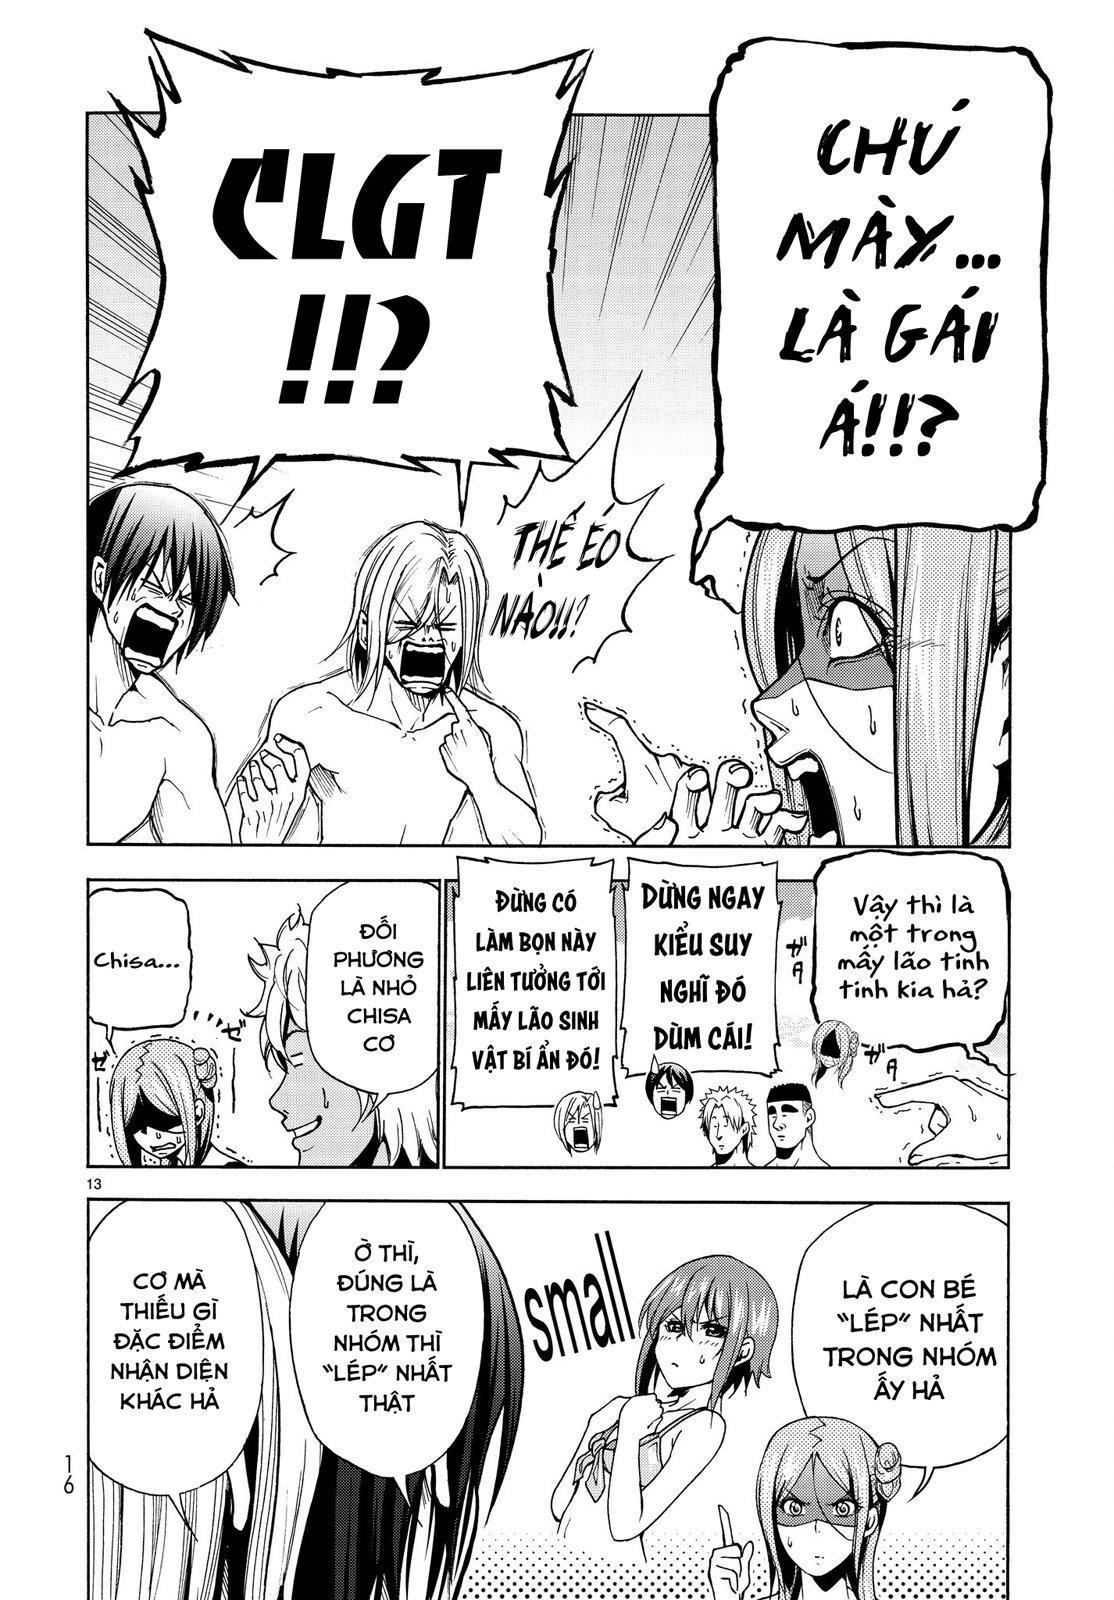 CHÚ
MÀY...
LÀ GÁI
Á!!!?
CLGT
!!!?
THẾ ÉO
NÀO!!!?
Vậy thì là
một trong
mấy lão tinh
tinh kia hả?
ザ
A
ガ
A
DỪNG NGAY
KIỂU SUY
NGHĨ ĐÓ
DÙM CÁI!
ĐỪNG CÓ
LÀM BỌN NÀY
LIÊN TƯỞNG TỚI
MẤY LÃO SINH
VẬT BÍ ẨN ĐÓ!
ĐỐI
PHƯƠNG
LÀ NHỎ
CHISA
CƠ
Chisa...
ゼ
ゼ
13
LÀ CON BÉ
“LÉP” NHẤT
TRONG NHÓM
ẤY HẢ
small
Ờ THÌ,
ĐÚNG LÀ
TRONG
NHÓM THÌ
“LÉP” NHẤT
THẬT
CƠ MÀ
THIẾU GÌ
ĐẶC ĐIỂM
NHẬN DIỆN
KHÁC HẢ
16